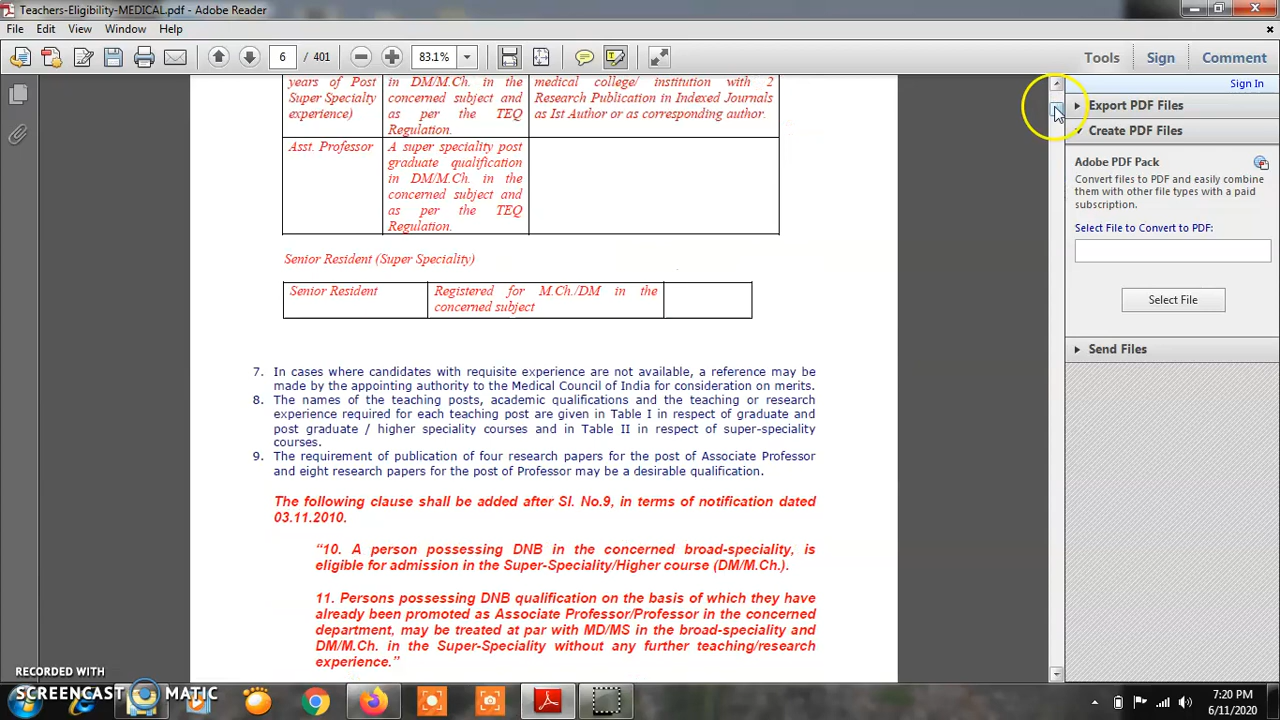 Teachers-Eligibility-MEDICAL.pdf - Adobe Reader
File Edit View Window Help
6 / 401 83.1% Tools Sign Comment
Sign In
Export PDF Files
Create PDF Files
Adobe PDF Pack
Convert files to PDF and easily combine
them with other file types with a paid
subscription.
Select File to Convert to PDF:
Select File
Send Files
years of Post
Super Specialty
experience)
in DM/M.Ch. in the
concerned subject and
as per the TEQ
Regulation.
medical college/ institution with 2
Research Publication in Indexed Journals
as Ist Author or as corresponding author.
Asst. Professor
A super speciality post
graduate qualification
in DM/M.Ch. in the
concerned subject and
as per the TEQ
Regulation.
Senior Resident (Super Speciality)
Senior Resident
Registered for M.Ch./DM in the
concerned subject
7. In cases where candidates with requisite experience are not available, a reference may be
made by the appointing authority to the Medical Council of India for consideration on merits.
8. The names of the teaching posts, academic qualifications and the teaching or research
experience required for each teaching post are given in Table I in respect of graduate and
post graduate / higher speciality courses and in Table II in respect of super-speciality
courses.
9. The requirement of publication of four research papers for the post of Associate Professor
and eight research papers for the post of Professor may be a desirable qualification.
The following clause shall be added after Sl. No.9, in terms of notification dated
03.11.2010.
“10. A person possessing DNB in the concerned broad-speciality, is
eligible for admission in the Super-Speciality/Higher course (DM/M.Ch.).
11. Persons possessing DNB qualification on the basis of which they have
already been promoted as Associate Professor/Professor in the concerned
department, may be treated at par with MD/MS in the broad-speciality and
DM/M.Ch. in the Super-Speciality without any further teaching/research
experience.”
RECORDED WITH
SCREENCAST MATIC
7:20 PM
6/11/2020